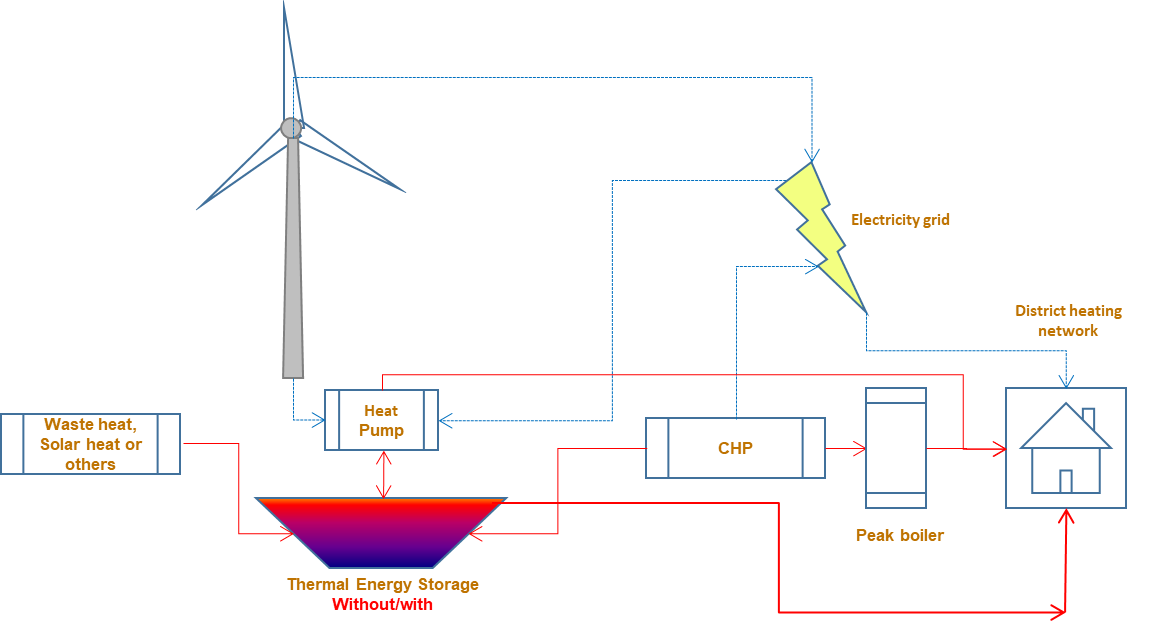 Electricity grid
District heating
network
Heat
Pump
Waste heat,
Solar heat or
others
CHP
Peak boiler
Thermal Energy Storage
Without/with